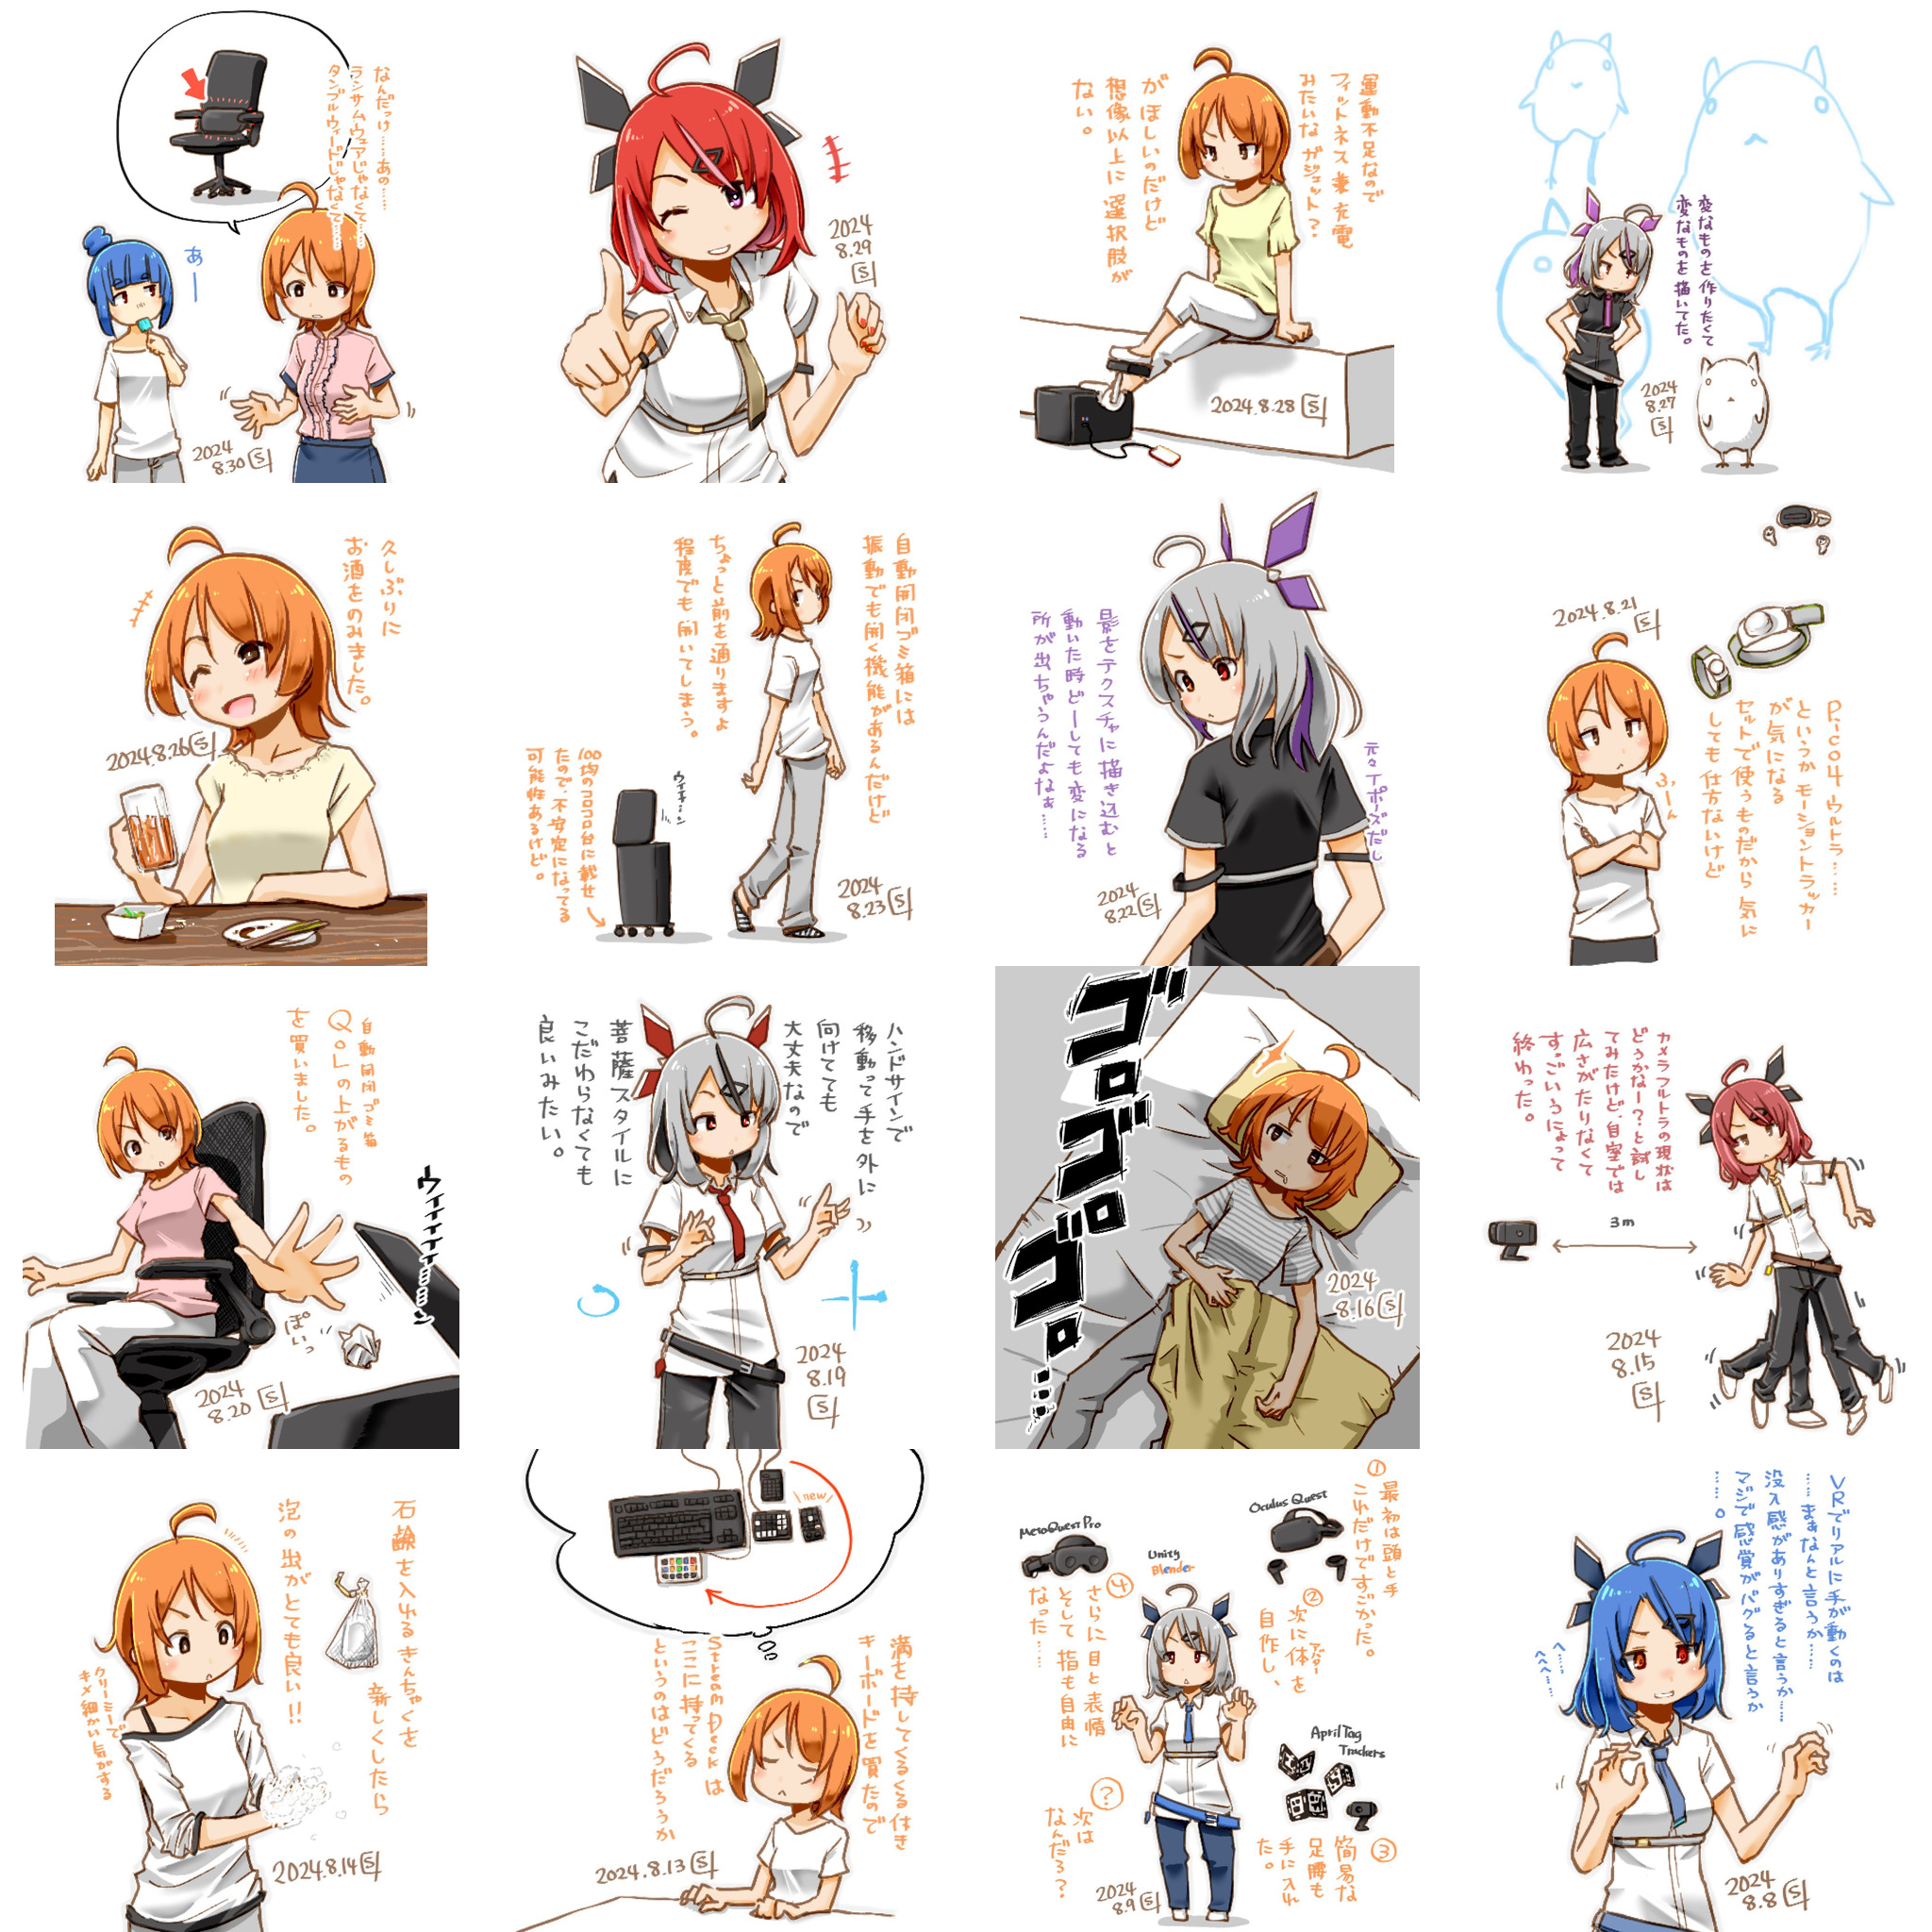 なんだっけ……あの……
ランサムウェアじゃなくて……
タンブルウィードじゃなくて……
あー
2024
8.30
2024
8.29
運動不足なので
フィットネス兼充電
みたいなガジェット?
がほしいのだけど
想像以上に選択肢が
ない。
2024.8.28
変なものを作りたくて
変なものを描いてた。
2024
8.27
久しぶりに
お酒をのみました。
2024.8.26
自動開閉ゴミ箱には
振動でも開く機能があるんだけど
ちょっと前を通りますよ
程度でも開いてしまう。
ウイイーン
100均のコロコロ台に載せ
たので、不安定になってる
可能性あるけど。
2024
8.23
影をテクスチャに描き込むと
動いた時どーしても変になる
所が出ちゃうんだよなぁ……
元々Tポーズだし
2024
8.22
2024.8.21
Pico4ウルトラ……
というかモーショントラッカー
が気になる
セットで使うものだから気に
しても仕方ないけど
ふーん
自動開閉ゴミ箱
QoLの上がるもの
を買いました。
ウィイイイーーーン
ぽいっ
2024
8.20
ハンドサインで
移動って手を外に
向けてても
大丈夫なので
菩薩スタイルに
こだわらなくても
良いみたい。
2024
8.19
ゴロゴロゴロ……
2024
8.16
カメラフルトラの現状は
どうかなー?と試し
てみたけど、自室では
広さがたりなくて
すっごいうにょって
終わった。
3m
2024
8.15
石鹸を入れるきんちゃくを
新しくしたら
泡の出がとても良い!!
クリーミーで
キメ細かい気がする
2024.8.14
new
満を持してくるくる付き
キーボードを買ったので
Stream Deckは
ここに持ってくる
というのはどうだろうか
2024.8.13
①
最初は頭と手
これだけですごかった。
Oculus Quest
②
次に体を
アバター
自作し、
Unity
Blender
③
簡易な
足腰も
手に入れ
た。
AprilTag
Trackers
MetaQuestPro
④
さらに目と表情
そして指も自由に
なった……
?
次は
なんだろ?
2024
8.9
VRでリアルに手が動くのは
……まぁなんと言うか……
没入感がありすぎると言うか……
マジで感覚がバグると言うか
……。
へ……
へへへ……
2024
8.8